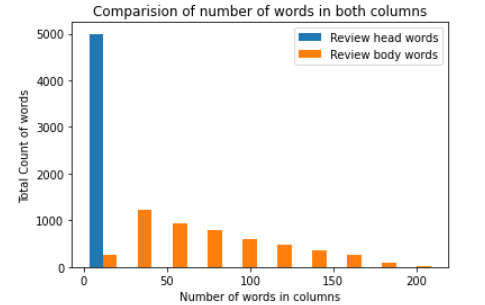 Comparision of number of words in both columns
Review head words
Review body words
Total Count of words
5000
4000
3000
2000
1000
0
0
50
100
150
200
Number of words in columns